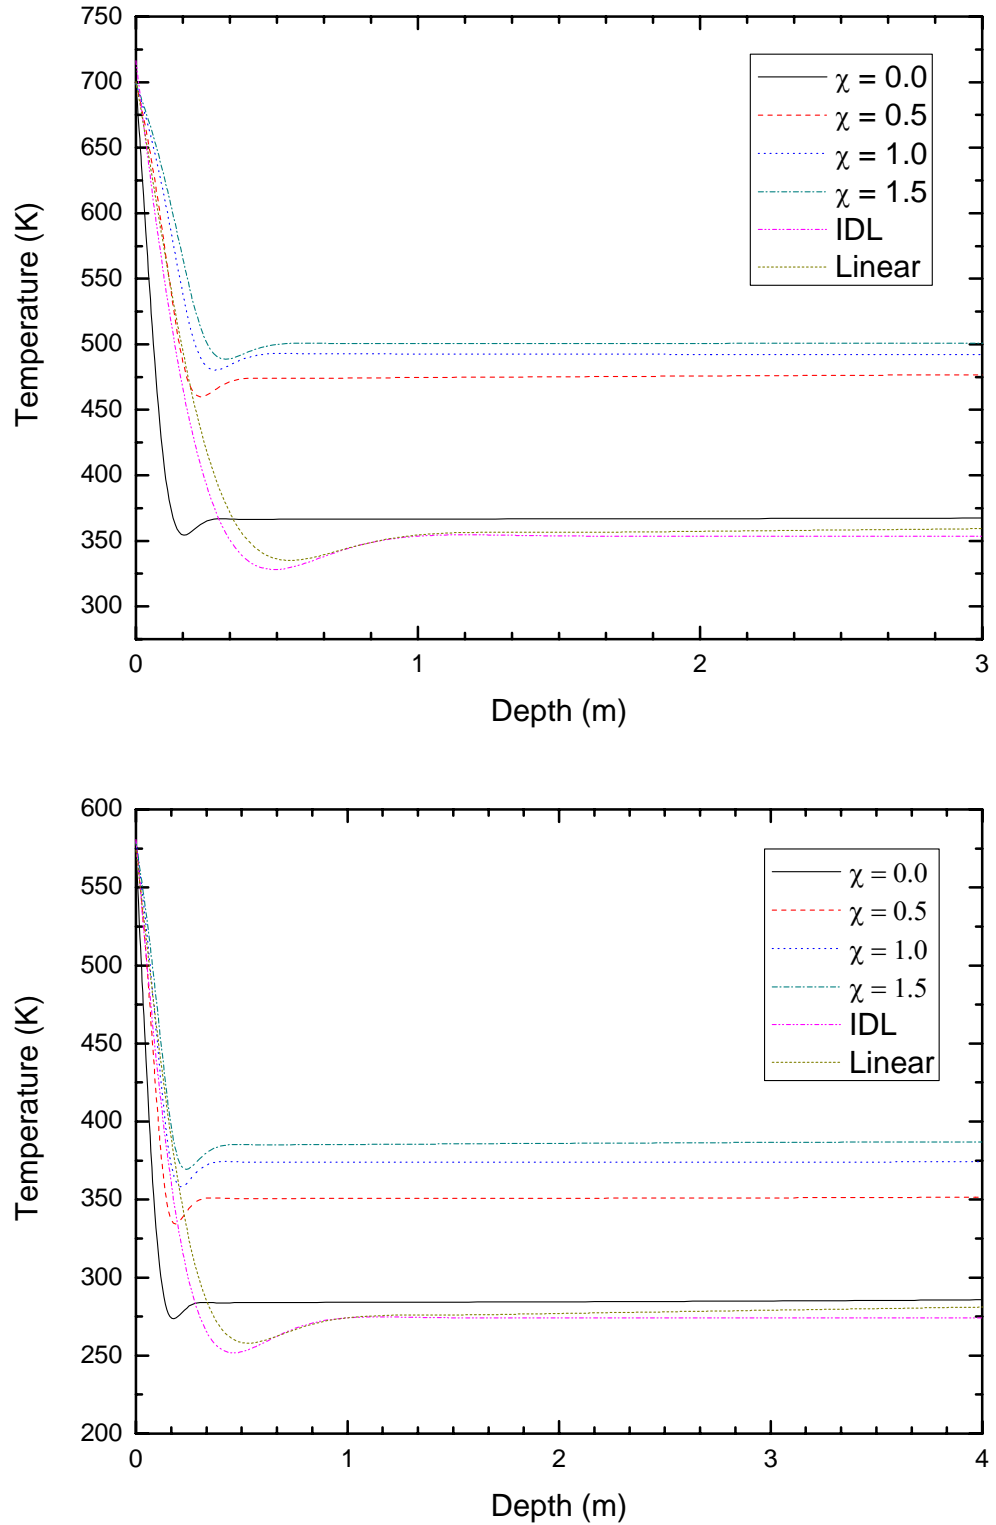 750
700
650
600
550
500
450
400
350
300
Temperature (K)
χ = 0.0
χ = 0.5
χ = 1.0
χ = 1.5
IDL
Linear
0
1
2
3
Depth (m)
600
550
500
450
400
350
300
250
200
Temperature (K)
χ = 0.0
χ = 0.5
χ = 1.0
χ = 1.5
IDL
Linear
0
1
2
3
4
Depth (m)